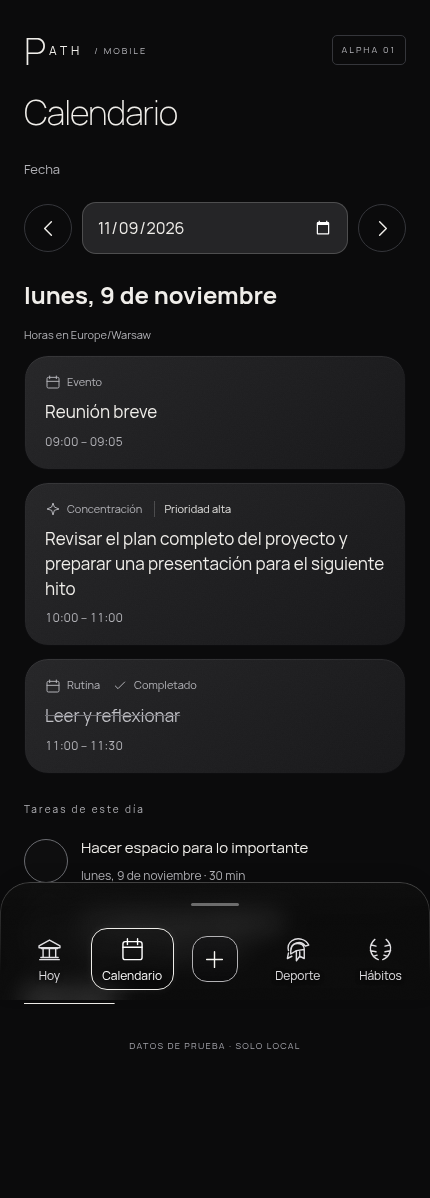 PATH / MOBILE
ALPHA 01
Calendario
Fecha
11/09/2026
lunes, 9 de noviembre
Horas en Europe/Warsaw
Evento
Reunión breve
09:00 – 09:05
Concentración
Prioridad alta
Revisar el plan completo del proyecto y
preparar una presentación para el siguiente
hito
10:00 – 11:00
Rutina
Completado
Leer y reflexionar
11:00 – 11:30
Tareas de este día
Hacer espacio para lo importante
lunes, 9 de noviembre · 30 min
Hoy
Calendario
Deporte
Hábitos
DATOS DE PRUEBA · SOLO LOCAL